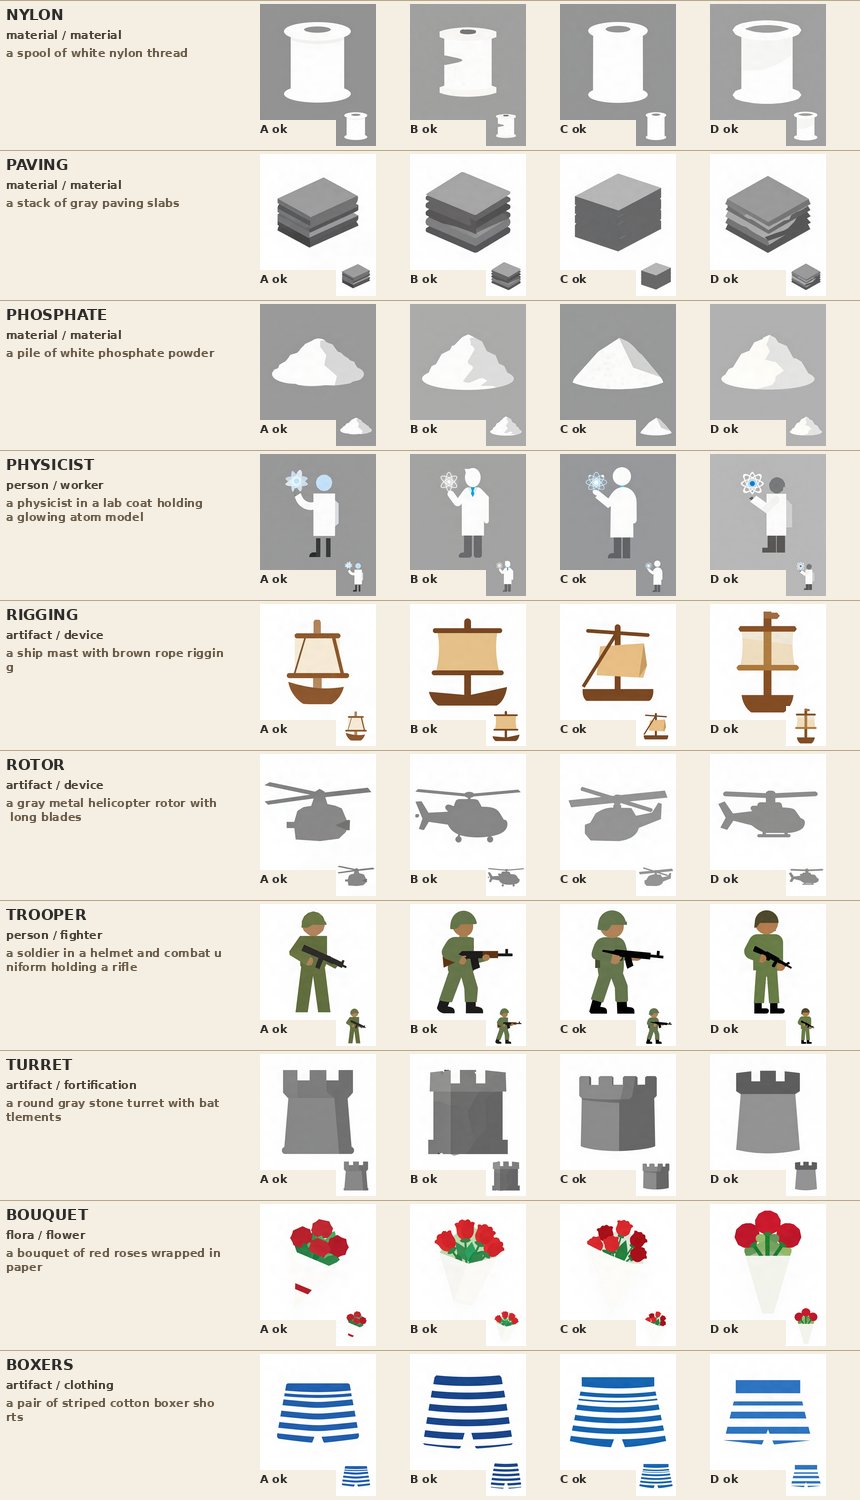 NYLON
material / material
a spool of white nylon thread
A ok
B ok
C ok
D ok
PAVING
material / material
a stack of gray paving slabs
A ok
B ok
C ok
D ok
PHOSPHATE
material / material
a pile of white phosphate powder
A ok
B ok
C ok
D ok
PHYSICIST
person / worker
a physicist in a lab coat holding
a glowing atom model
A ok
B ok
C ok
D ok
RIGGING
artifact / device
a ship mast with brown rope riggin
g
A ok
B ok
C ok
D ok
ROTOR
artifact / device
a gray metal helicopter rotor with
long blades
A ok
B ok
C ok
D ok
TROOPER
person / fighter
a soldier in a helmet and combat u
niform holding a rifle
A ok
B ok
C ok
D ok
TURRET
artifact / fortification
a round gray stone turret with bat
tlements
A ok
B ok
C ok
D ok
BOUQUET
flora / flower
a bouquet of red roses wrapped in
paper
A ok
B ok
C ok
D ok
BOXERS
artifact / clothing
a pair of striped cotton boxer sho
rts
A ok
B ok
C ok
D ok